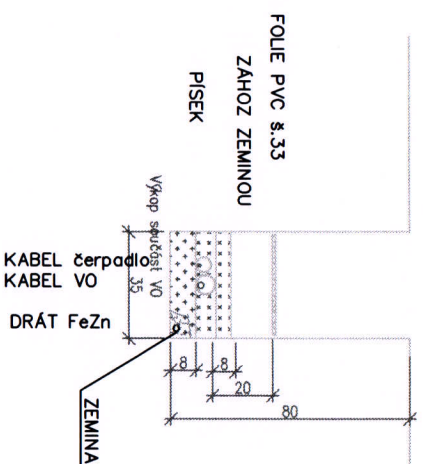 FOLIE PVC š.33
ZÁHOZ ZEMINOU
PÍSEK
Výkop součást VO
KABEL čerpadlo
KABEL VO
DRÁT FeZn
35
8
8
20
80
ZEMINA